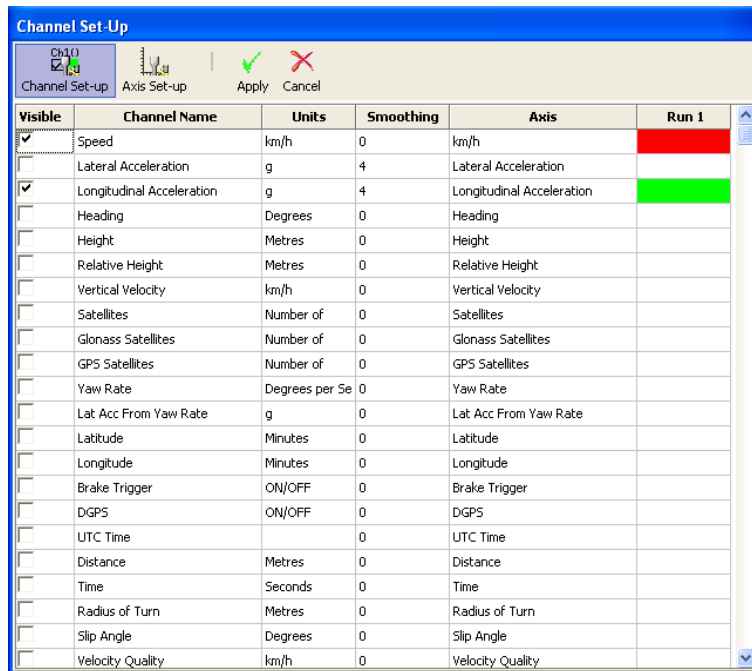 Channel Set-Up
Ch1()
Channel Set-up Axis Set-up Apply Cancel
Visible Channel Name Units Smoothing Axis Run 1
Speed km/h 0 km/h
Lateral Acceleration g 4 Lateral Acceleration
Longitudinal Acceleration g 4 Longitudinal Acceleration
Heading Degrees 0 Heading
Height Metres 0 Height
Relative Height Metres 0 Relative Height
Vertical Velocity km/h 0 Vertical Velocity
Satellites Number of 0 Satellites
Glonass Satellites Number of 0 Glonass Satellites
GPS Satellites Number of 0 GPS Satellites
Yaw Rate Degrees per Se 0 Yaw Rate
Lat Acc From Yaw Rate g 0 Lat Acc From Yaw Rate
Latitude Minutes 0 Latitude
Longitude Minutes 0 Longitude
Brake Trigger ON/OFF 0 Brake Trigger
DGPS ON/OFF 0 DGPS
UTC Time 0 UTC Time
Distance Metres 0 Distance
Time Seconds 0 Time
Radius of Turn Metres 0 Radius of Turn
Slip Angle Degrees 0 Slip Angle
Velocity Quality km/h 0 Velocity Quality